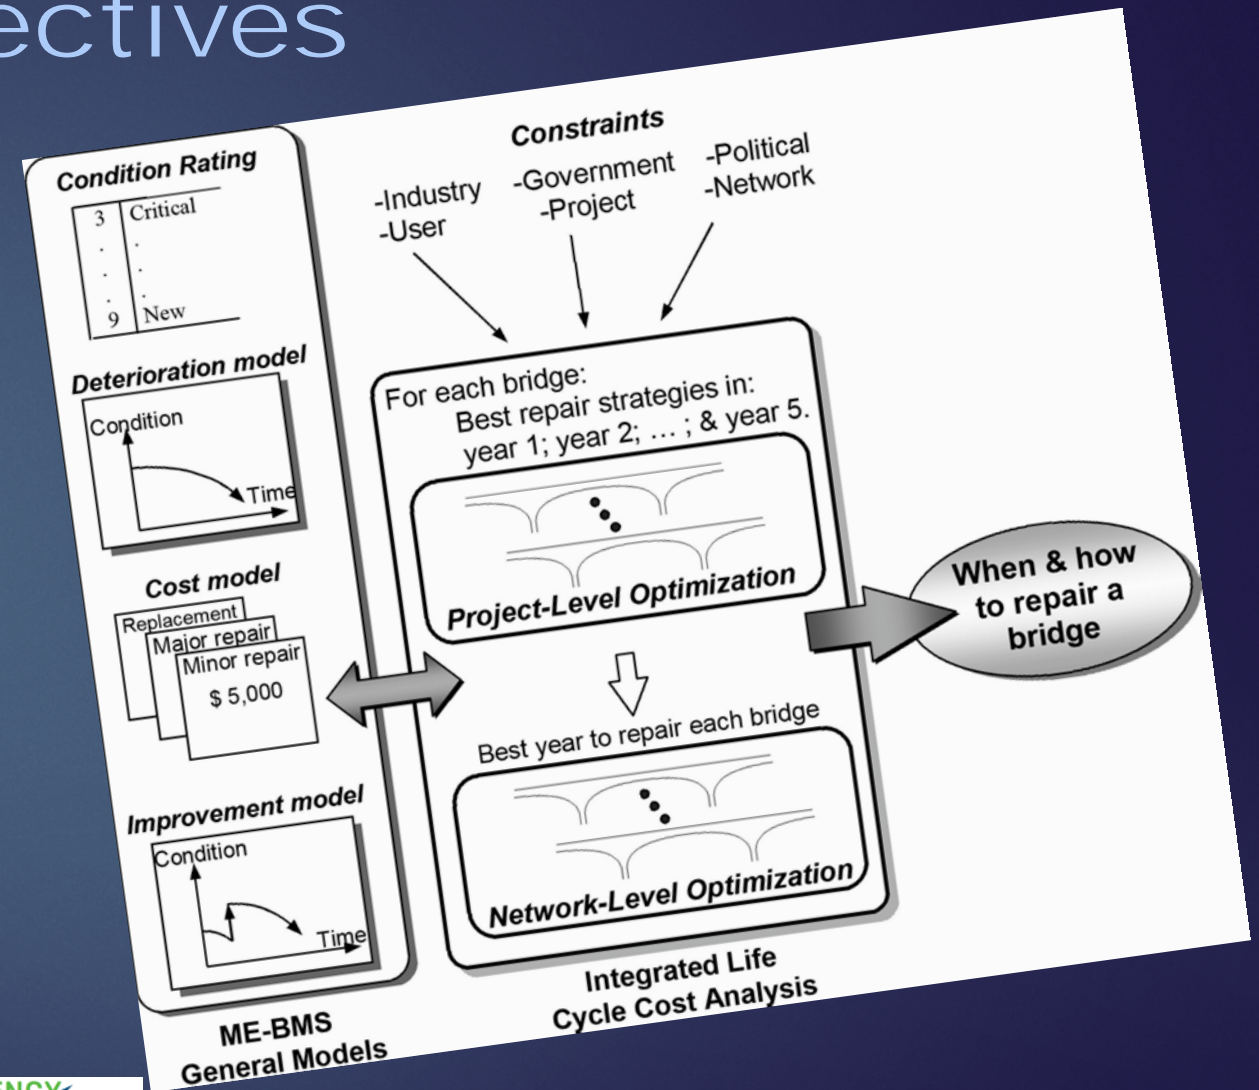 ectives
Condition Rating
3 Critical
. .
. .
. .
9 New
Deterioration model
Condition
Time
Cost model
Replacement
Major repair
Minor repair
$ 5,000
Improvement model
Condition
Time
ME-BMS
General Models
Constraints
-Industry
-User
-Government
-Project
-Political
-Network
For each bridge:
Best repair strategies in:
year 1; year 2; … ; & year 5.
Project-Level Optimization
Best year to repair each bridge
Network-Level Optimization
Integrated Life
Cycle Cost Analysis
When & how
to repair a
bridge